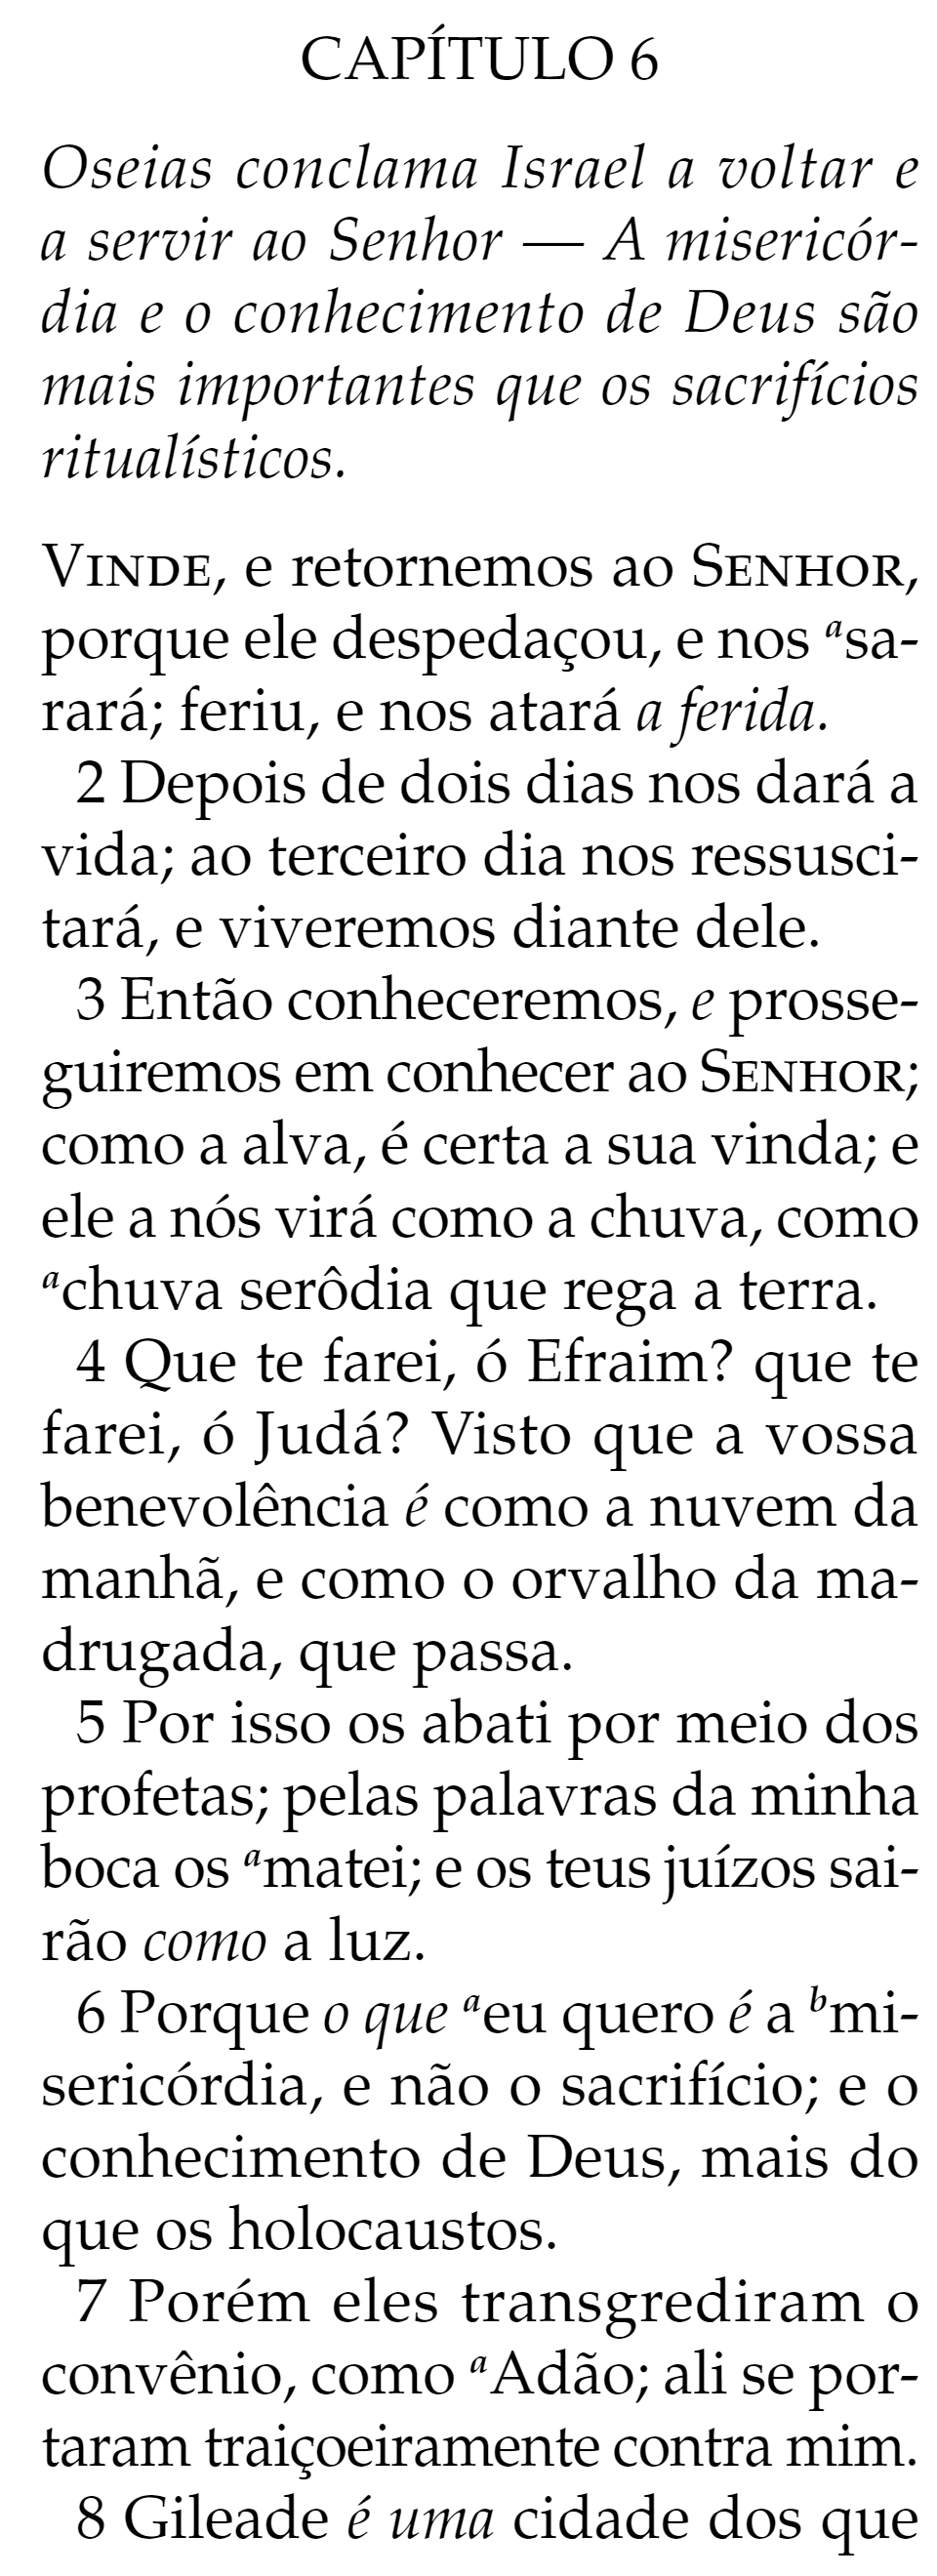 CAPÍTULO 6
Oseias conclama Israel a voltar e
a servir ao Senhor — A misericór-
dia e o conhecimento de Deus são
mais importantes que os sacrifícios
ritualísticos.
VINDE, e retornemos ao SENHOR,
porque ele despedaçou, e nos ᵃsa-
rará; feriu, e nos atará a ferida.
2 Depois de dois dias nos dará a
vida; ao terceiro dia nos ressusci-
tará, e viveremos diante dele.
3 Então conheceremos, e prosse-
guiremos em conhecer ao SENHOR;
como a alva, é certa a sua vinda; e
ele a nós virá como a chuva, como
ᵃchuva serôdia que rega a terra.
4 Que te farei, ó Efraim? que te
farei, ó Judá? Visto que a vossa
benevolência é como a nuvem da
manhã, e como o orvalho da ma-
drugada, que passa.
5 Por isso os abati por meio dos
profetas; pelas palavras da minha
boca os ᵃmatei; e os teus juízos sai-
rão como a luz.
6 Porque o que ᵃeu quero é a ᵇmi-
sericórdia, e não o sacrifício; e o
conhecimento de Deus, mais do
que os holocaustos.
7 Porém eles transgrediram o
convênio, como ᵃAdão; ali se por-
taram traiçoeiramente contra mim.
8 Gileade é uma cidade dos que